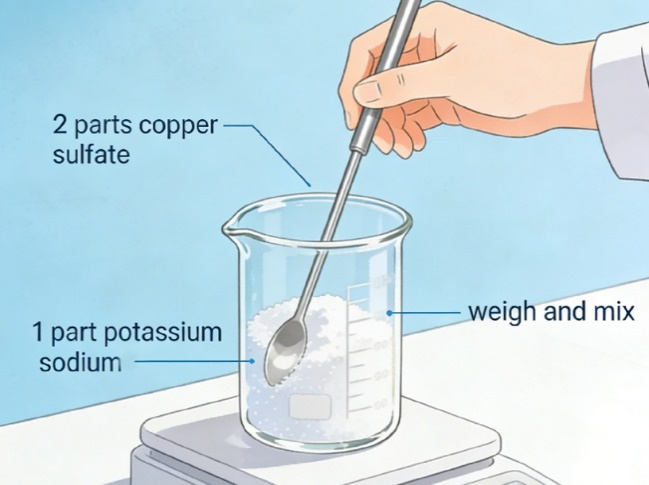 2 parts copper
sulfate
1 part potassium
sodium
weigh and mix